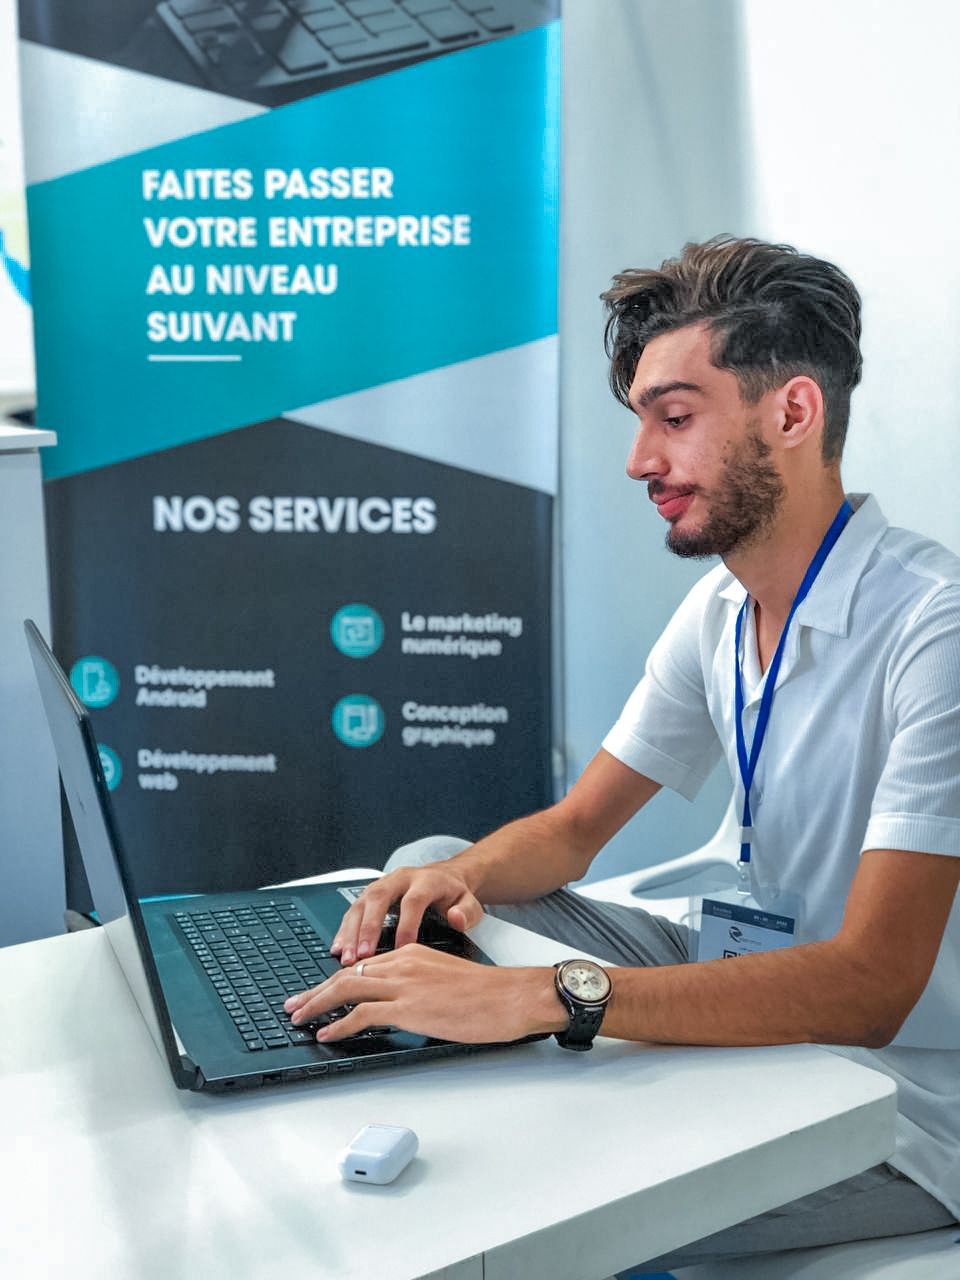 FAITES PASSER
VOTRE ENTREPRISE
AU NIVEAU
SUIVANT
NOS SERVICES
Le marketing
numérique
Développement
Android
Conception
graphique
Développement
web